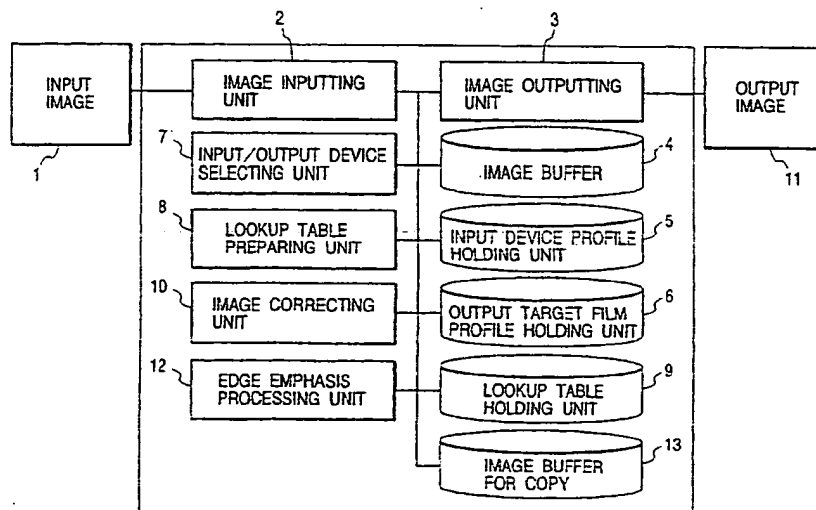 2
3
INPUT
IMAGE
1
IMAGE INPUTTING
UNIT
IMAGE OUTPUTTING
UNIT
OUTPUT
IMAGE
11
7
INPUT/OUTPUT DEVICE
SELECTING UNIT
IMAGE BUFFER
4
8
LOOKUP TABLE
PREPARING UNIT
INPUT DEVICE PROFILE
HOLDING UNIT
5
10
IMAGE CORRECTING
UNIT
OUTPUT TARGET FILM
PROFILE HOLDING UNIT
6
12
EDGE EMPHASIS
PROCESSING UNIT
LOOKUP TABLE
HOLDING UNIT
9
IMAGE BUFFER
FOR COPY
13